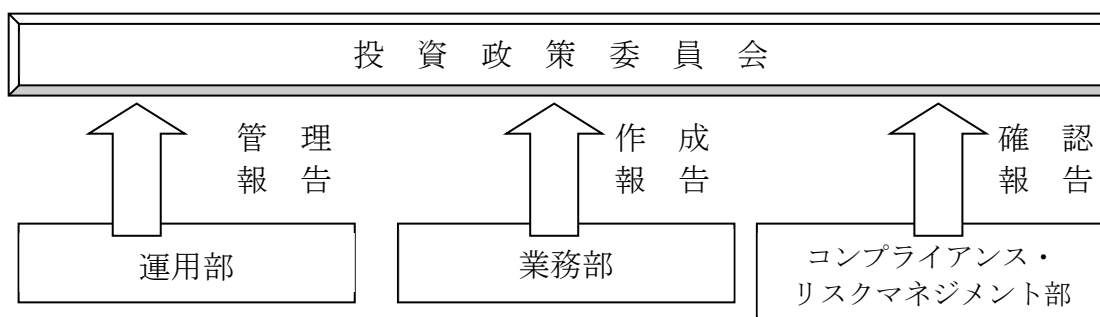 投 資 政 策 委 員 会
管 理
報 告
作 成
報 告
確 認
報 告
運用部
業務部
コンプライアンス・
リスクマネジメント部